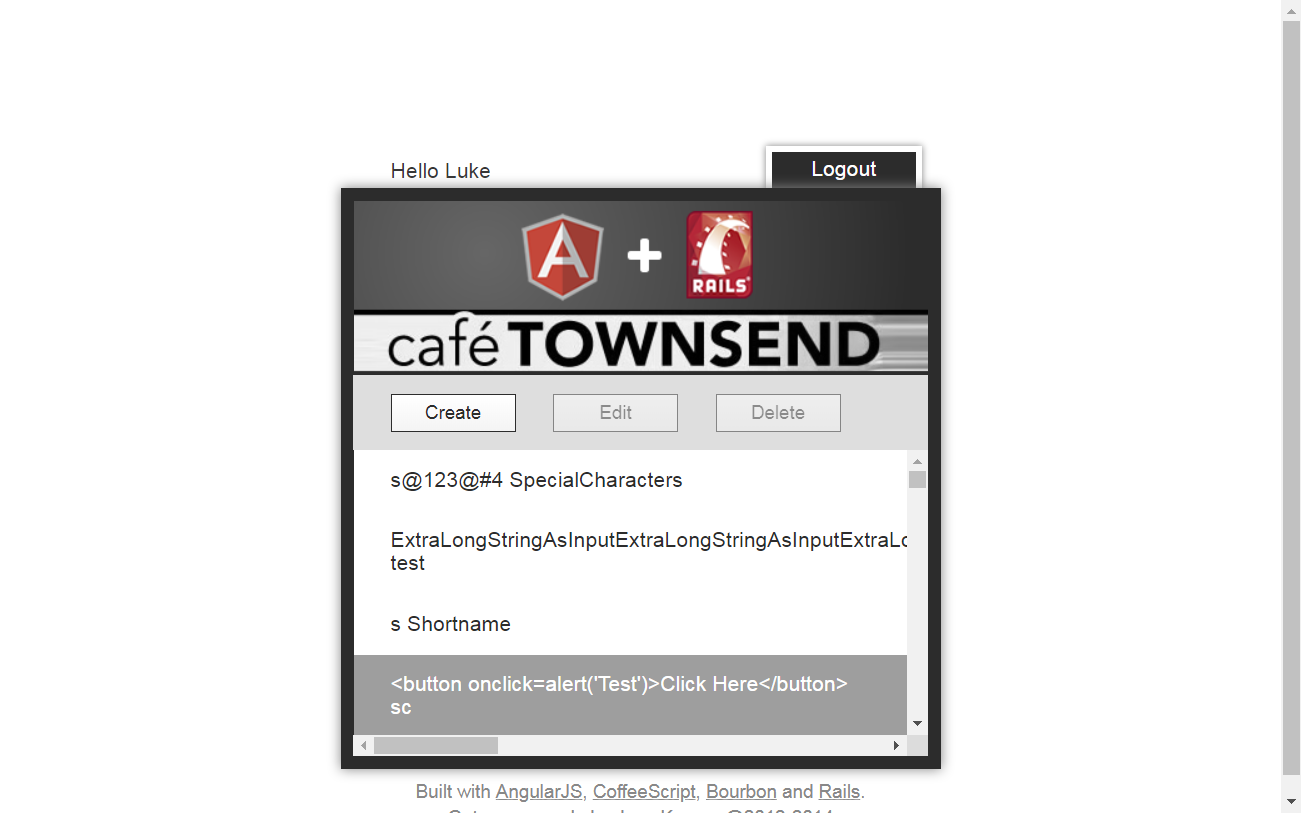 Hello Luke
Logout
A
RAILS
café TOWNSEND
Create
Edit
Delete
s@123@#4 SpecialCharacters
ExtraLongStringAsInputExtraLongStringAsInputExtraLo
test
s Shortname
<button onclick=alert('Test')>Click Here</button>
sc
Built with AngularJS, CoffeeScript, Bourbon and Rails.